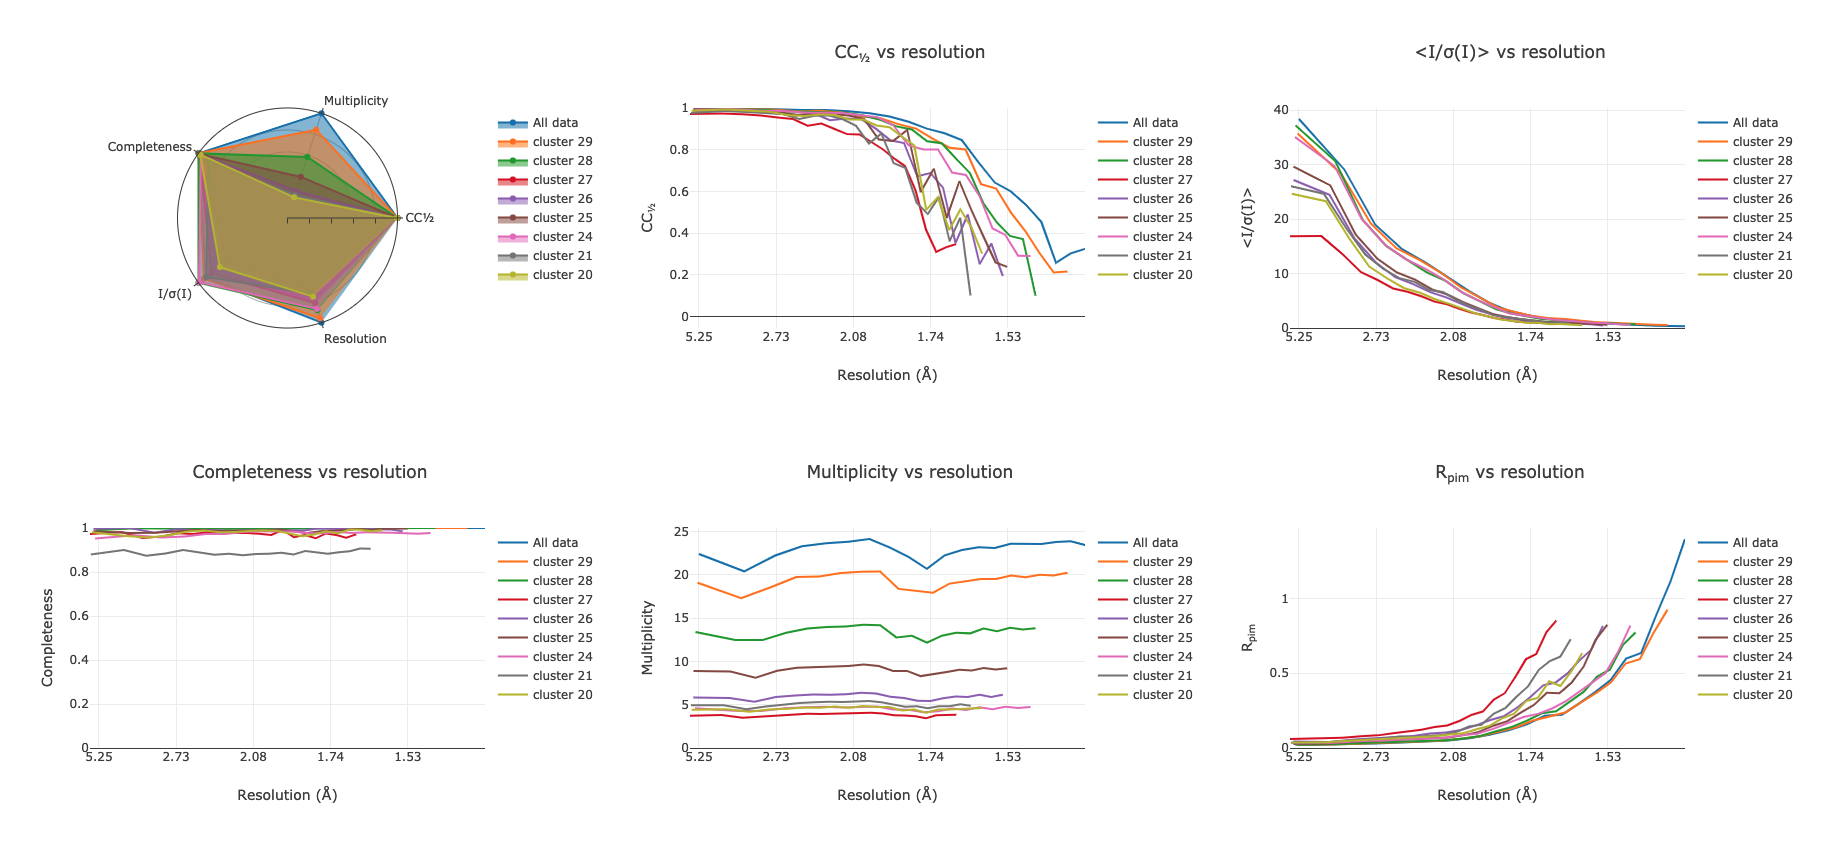 Multiplicity
Completeness
CC½
I/σ(I)
Resolution
All data
cluster 29
cluster 28
cluster 27
cluster 26
cluster 25
cluster 24
cluster 21
cluster 20
CC½ vs resolution
CC½
1
0.8
0.6
0.4
0.2
0
5.25 2.73 2.08 1.74 1.53
Resolution (Å)
All data
cluster 29
cluster 28
cluster 27
cluster 26
cluster 25
cluster 24
cluster 21
cluster 20
<I/σ(I)> vs resolution
<I/σ(I)>
40
30
20
10
0
5.25 2.73 2.08 1.74 1.53
Resolution (Å)
All data
cluster 29
cluster 28
cluster 27
cluster 26
cluster 25
cluster 24
cluster 21
cluster 20
Completeness vs resolution
Completeness
1
0.8
0.6
0.4
0.2
0
5.25 2.73 2.08 1.74 1.53
Resolution (Å)
All data
cluster 29
cluster 28
cluster 27
cluster 26
cluster 25
cluster 24
cluster 21
cluster 20
Multiplicity vs resolution
Multiplicity
25
20
15
10
5
0
5.25 2.73 2.08 1.74 1.53
Resolution (Å)
All data
cluster 29
cluster 28
cluster 27
cluster 26
cluster 25
cluster 24
cluster 21
cluster 20
Rpim vs resolution
Rpim
1
0.5
0
5.25 2.73 2.08 1.74 1.53
Resolution (Å)
All data
cluster 29
cluster 28
cluster 27
cluster 26
cluster 25
cluster 24
cluster 21
cluster 20